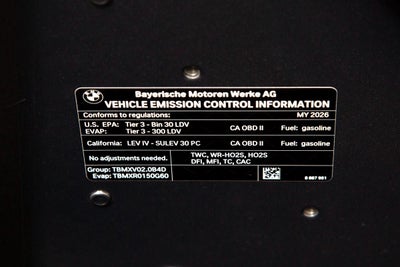 Bayerische Motoren Werke AG
VEHICLE EMISSION CONTROL INFORMATION
Conforms to regulations: MY 2026
U.S. EPA: Tier 3 - Bin 30 LDV CA OBD II Fuel: gasoline
EVAP: Tier 3 - 300 LDV
California: LEV IV - SULEV 30 PC CA OBD II Fuel: gasoline
No adjustments needed. TWC, WR-HO2S, HO2S
DFI, MFI, TC, CAC
Group: TBMXV02.0B4D
Evap: TBMXR0150G60